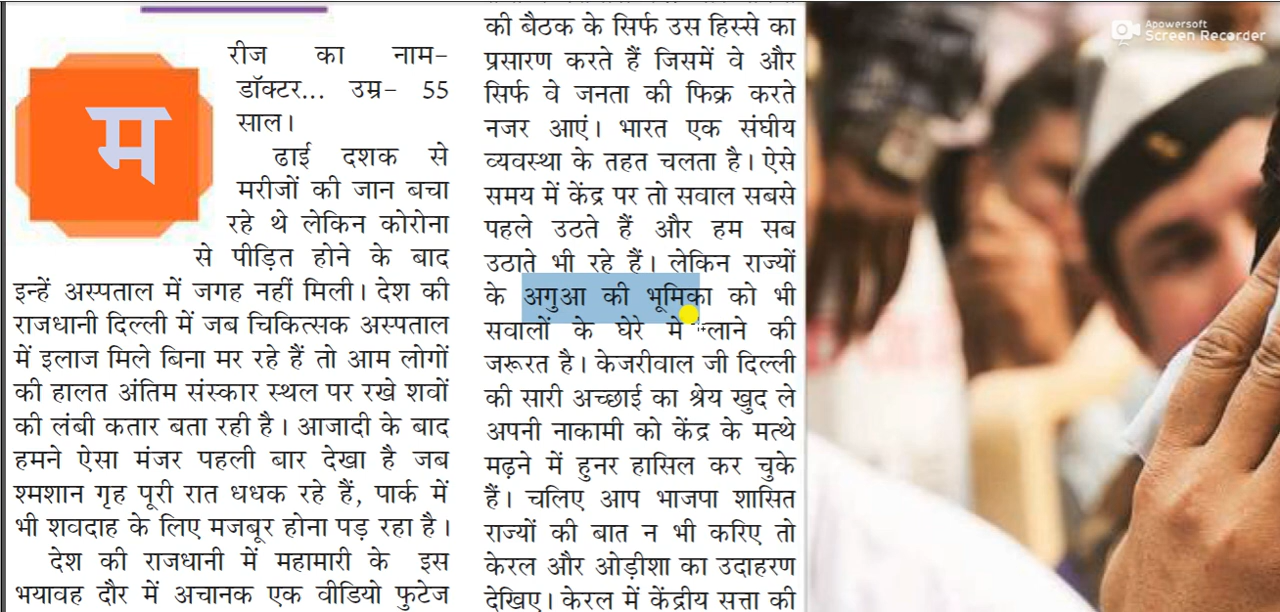 म
रीज का नाम-
डॉक्टर... उम्र- 55
साल।
ढाई दशक से
मरीजों की जान बचा
रहे थे लेकिन कोरोना
से पीड़ित होने के बाद
इन्हें अस्पताल में जगह नहीं मिली। देश की
राजधानी दिल्ली में जब चिकित्सक अस्पताल
में इलाज मिले बिना मर रहे हैं तो आम लोगों
की हालत अंतिम संस्कार स्थल पर रखे शवों
की लंबी कतार बता रही है। आजादी के बाद
हमने ऐसा मंजर पहली बार देखा है जब
श्मशान गृह पूरी रात धधक रहे हैं, पार्क में
भी शवदाह के लिए मजबूर होना पड़ रहा है।
देश की राजधानी में महामारी के इस
भयावह दौर में अचानक एक वीडियो फुटेज
की बैठक के सिर्फ उस हिस्से का
प्रसारण करते हैं जिसमें वे और
सिर्फ वे जनता की फिक्र करते
नजर आएं। भारत एक संघीय
व्यवस्था के तहत चलता है। ऐसे
समय में केंद्र पर तो सवाल सबसे
पहले उठते हैं और हम सब
उठाते भी रहे हैं। लेकिन राज्यों
के अगुआ की भूमिका को भी
सवालों के घेरे में लाने की
जरूरत है। केजरीवाल जी दिल्ली
की सारी अच्छाई का श्रेय खुद ले
अपनी नाकामी को केंद्र के मत्थे
मढ़ने में हुनर हासिल कर चुके
हैं। चलिए आप भाजपा शासित
राज्यों की बात न भी करिए तो
केरल और ओड़ीशा का उदाहरण
देखिए। केरल में केंद्रीय सत्ता की
Apowersoft
Screen Recorder